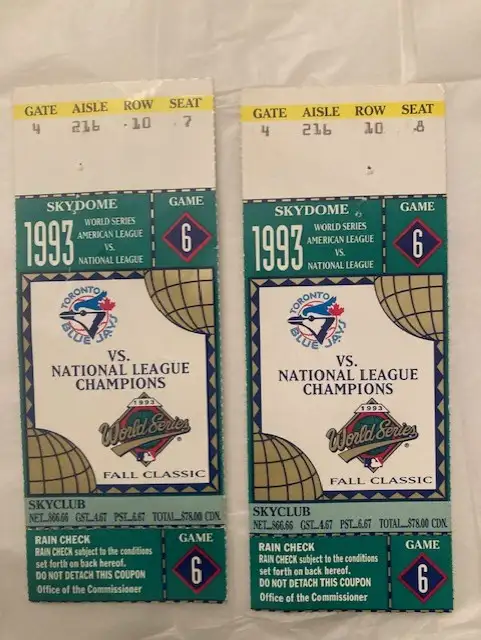 GATE AISLE ROW SEAT
4 216 10 7
SKYDOME
1993
WORLD SERIES
AMERICAN LEAGUE
VS.
NATIONAL LEAGUE
GAME
6
TORONTO
BLUE JAYS
VS.
NATIONAL LEAGUE
CHAMPIONS
1993
World Series
FALL CLASSIC
SKYCLUB
NET...$66.66 GST...4.67 PST...6.67 TOTAL...$78.00 CDN.
RAIN CHECK
RAIN CHECK subject to the conditions
set forth on back hereof.
DO NOT DETACH THIS COUPON
Office of the Commissioner
GAME
6
GATE AISLE ROW SEAT
4 216 10 8
SKYDOME
1993
WORLD SERIES
AMERICAN LEAGUE
VS.
NATIONAL LEAGUE
GAME
6
TORONTO
BLUE JAYS
VS.
NATIONAL LEAGUE
CHAMPIONS
1993
World Series
FALL CLASSIC
SKYCLUB
NET...$66.66 GST...4.67 PST...6.67 TOTAL...$78.00 CDN.
RAIN CHECK
RAIN CHECK subject to the conditions
set forth on back hereof.
DO NOT DETACH THIS COUPON
Office of the Commissioner
GAME
6